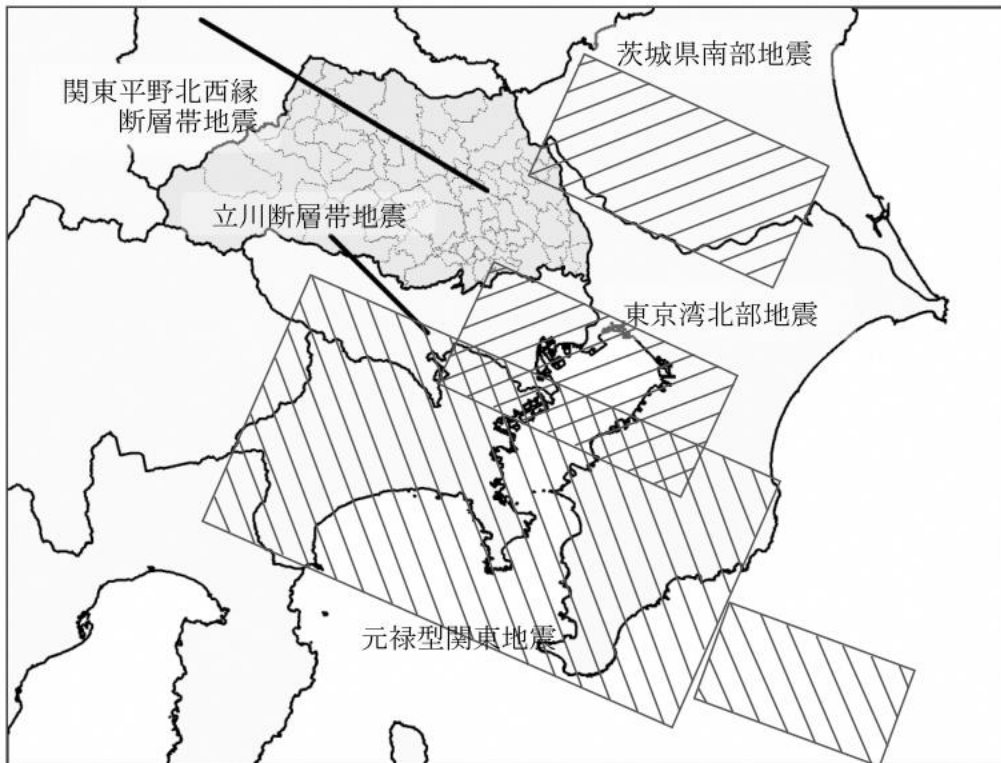 茨城県南部地震
関東平野北西縁
断層帯地震
立川断層帯地震
東京湾北部地震
元禄型関東地震